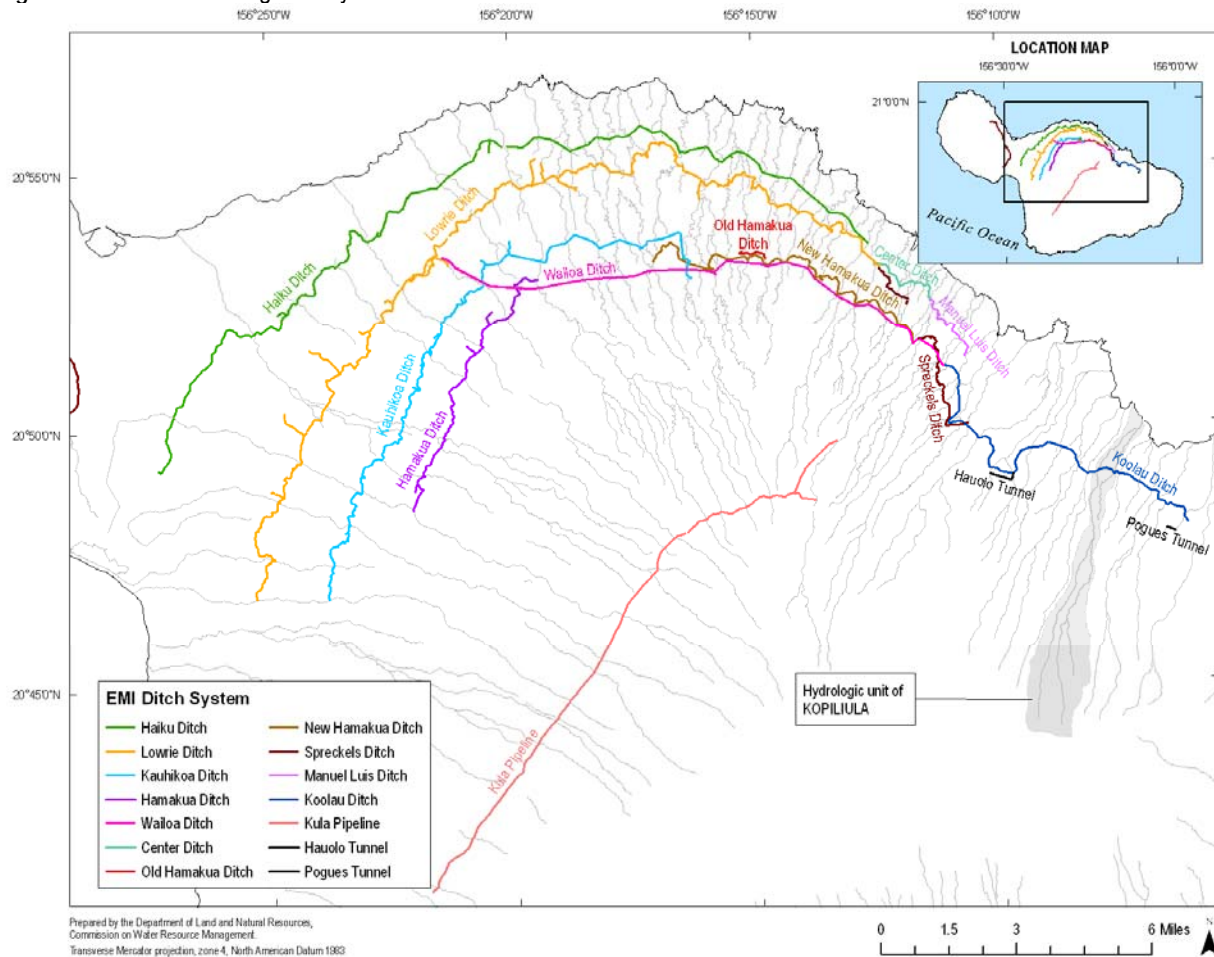 156°25'0"W
156°20'0"W
156°15'0"W
156°10'0"W
LOCATION MAP
156°30'0"W
156°0'0"W
21°0'0"N
Pacific Ocean
20°55'0"N
20°50'0"N
20°45'0"N
Haiku Ditch
Lowrie Ditch
Kauhikoa Ditch
Hamakua Ditch
Wailoa Ditch
Old Hamakua
Ditch
New Hamakua Ditch
Center Ditch
Manuel Luis Ditch
Spreckels Ditch
Koolau Ditch
Hauolo Tunnel
Pogues Tunnel
Kula Pipeline
Hydrologic unit of
KOPILIULA
EMI Ditch System
Haiku Ditch
Lowrie Ditch
Kauhikoa Ditch
Hamakua Ditch
Wailoa Ditch
Center Ditch
Old Hamakua Ditch
New Hamakua Ditch
Spreckels Ditch
Manuel Luis Ditch
Koolau Ditch
Kula Pipeline
Hauolo Tunnel
Pogues Tunnel
Prepared by the Department of Land and Natural Resources,
Commission on Water Resource Management.
Transverse Mercator projection, zone 4, North American Datum 1983
0 1.5 3 6 Miles
N